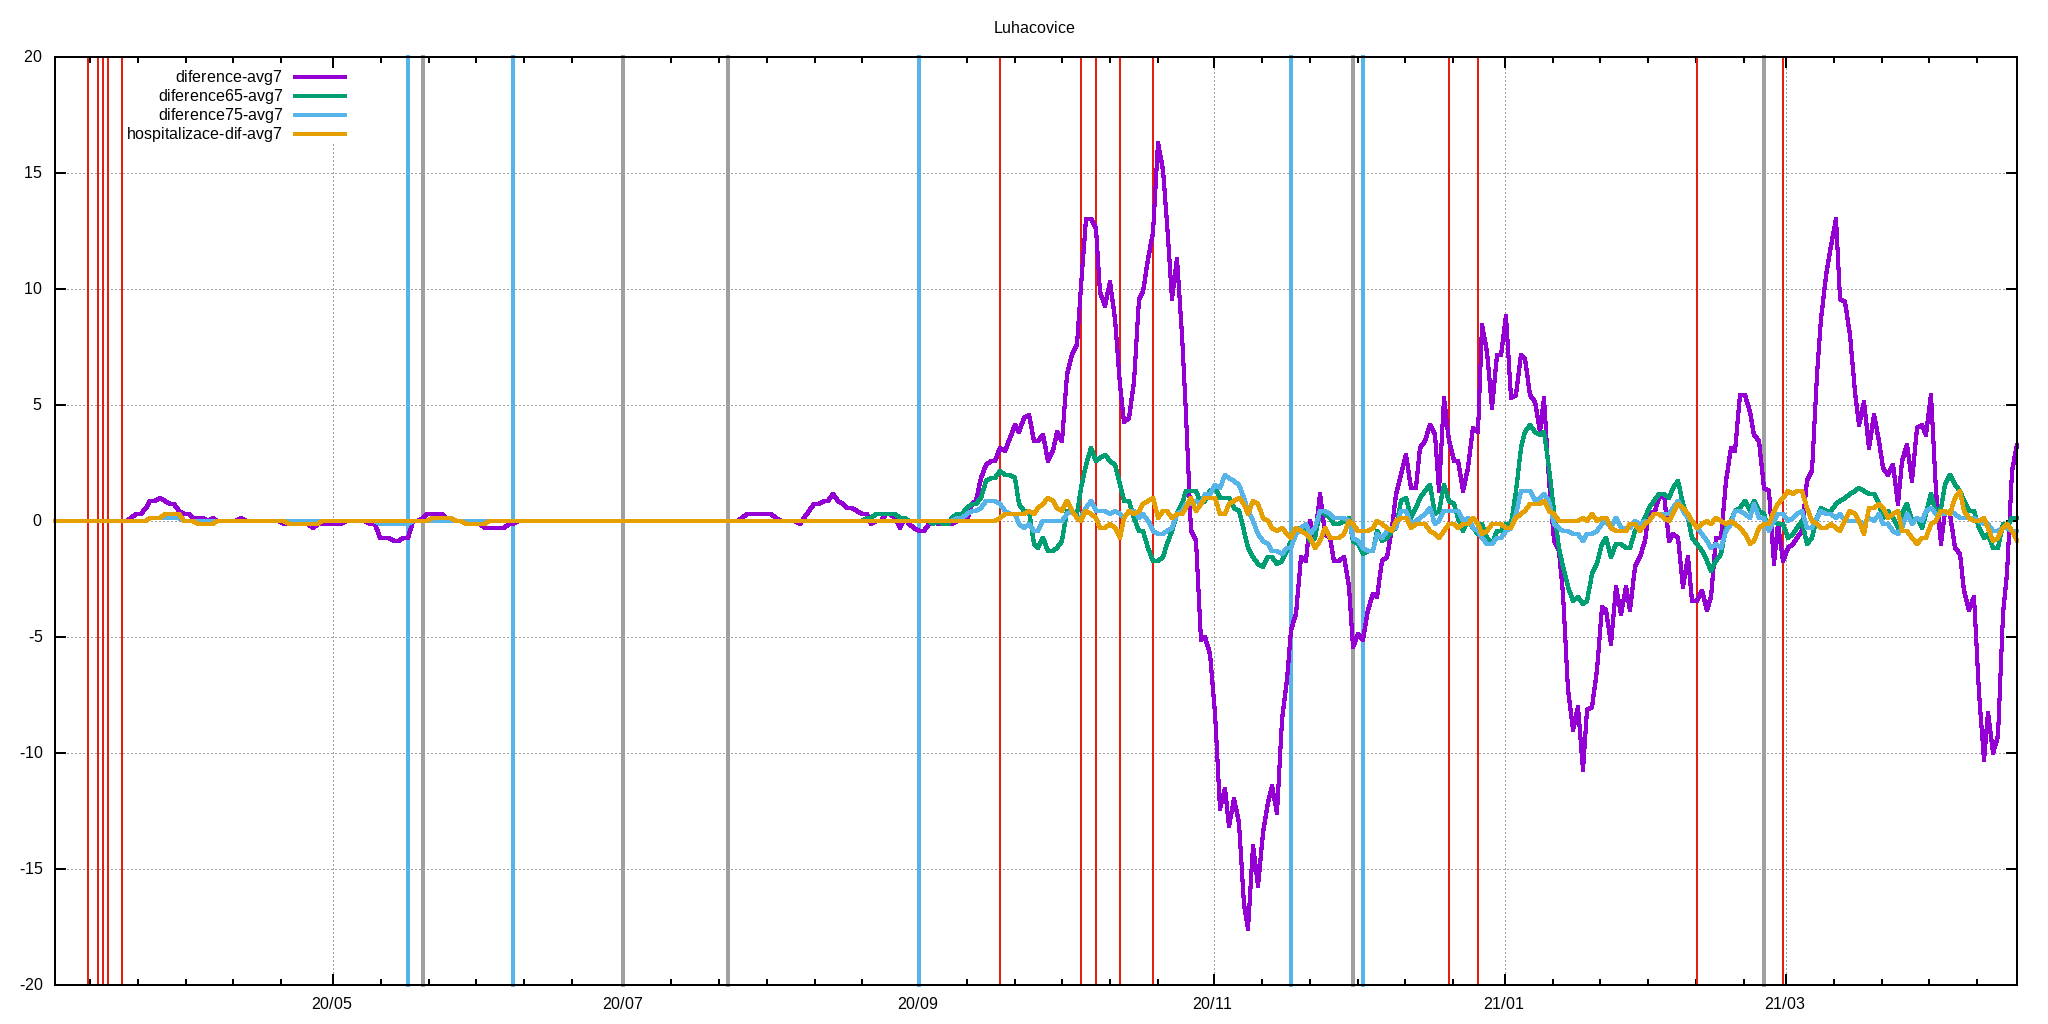 Luhacovice
20
diference-avg7
diference65-avg7
diference75-avg7
hospitalizace-dif-avg7
15
10
5
0
-5
-10
-15
-20
20/05 20/07 20/09 20/11 21/01 21/03